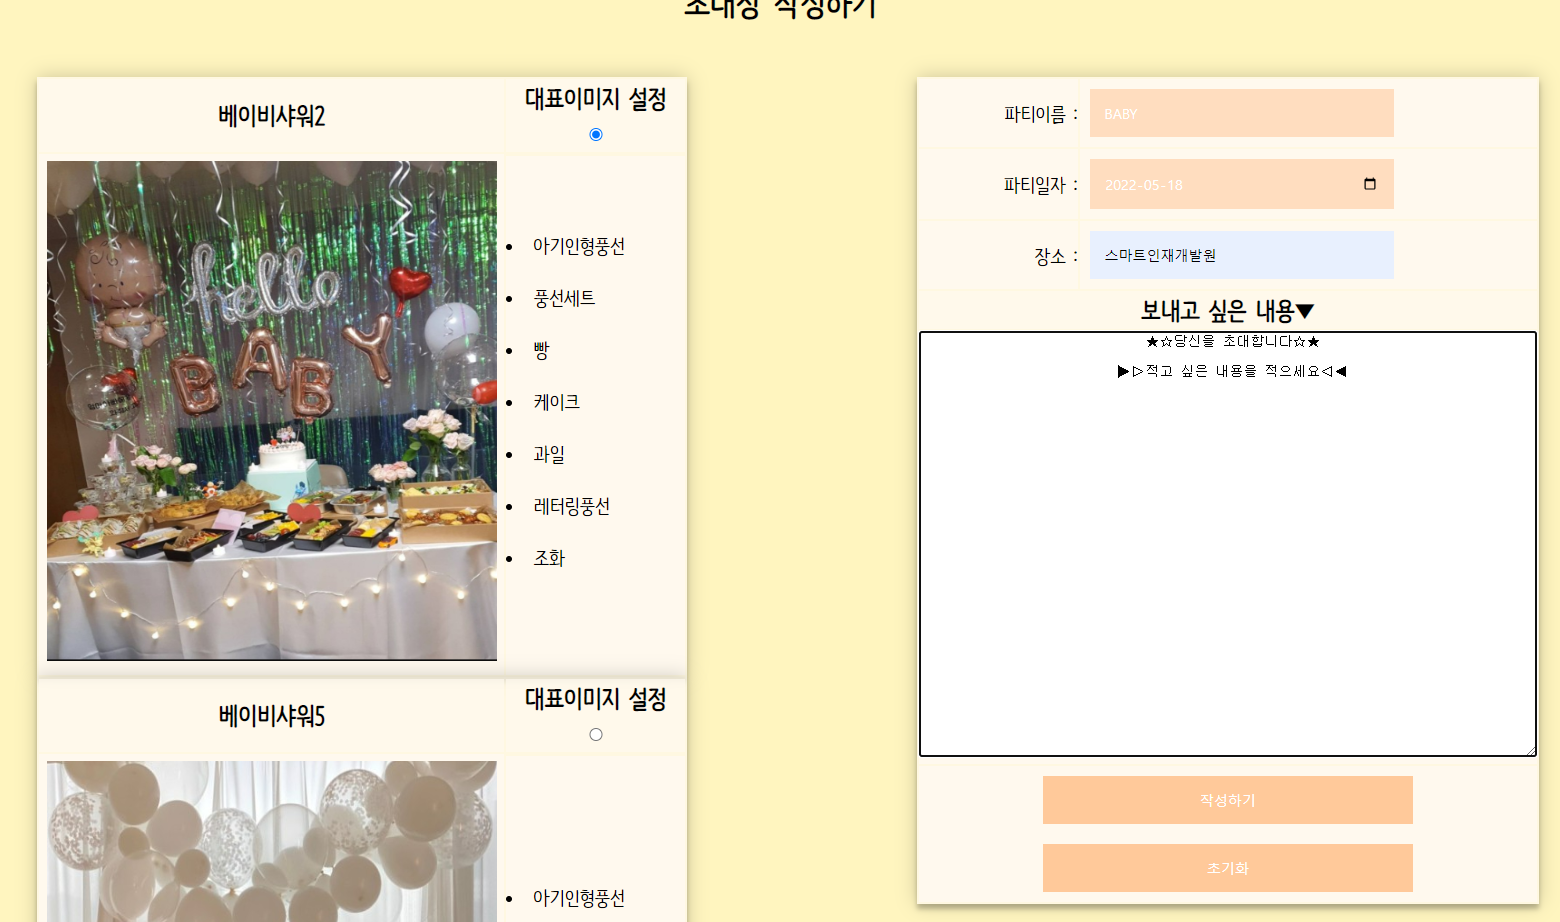 초대장 작성하기
베이비샤워2
대표이미지 설정
hello
BABY
아기인형풍선
풍선세트
빵
케이크
과일
레터링풍선
조화
베이비샤워5
대표이미지 설정
아기인형풍선
파티이름 :
BABY
파티일자 :
2022-05-18
장소 :
스마트인재개발원
보내고 싶은 내용▼
★☆당신을 초대합니다☆★
▶▷적고 싶은 내용을 적으세요◁◀
작성하기
초기화